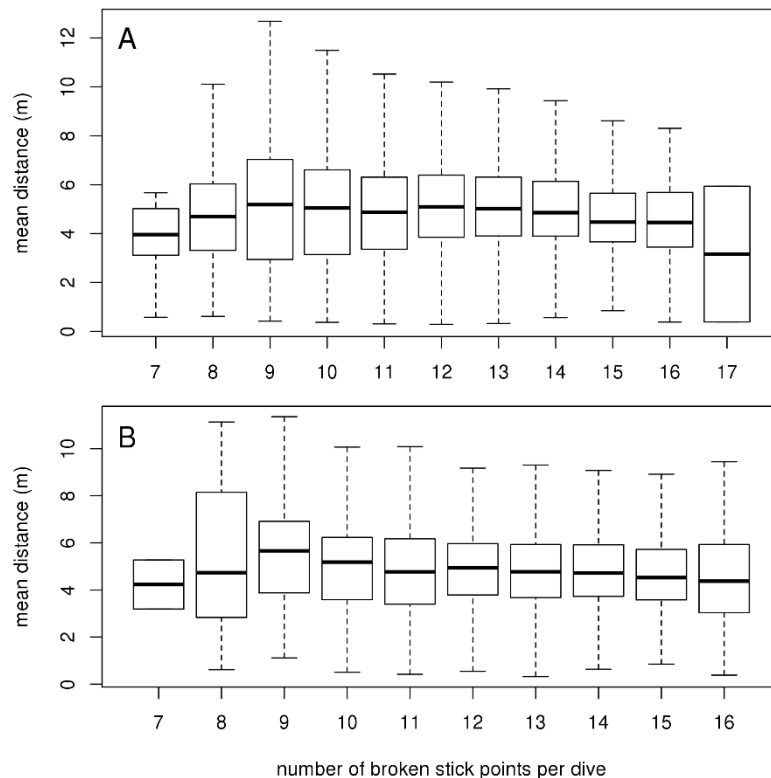 A
mean distance (m)
12
10
8
6
4
2
0
7 8 9 10 11 12 13 14 15 16 17
B
mean distance (m)
10
8
6
4
2
0
7 8 9 10 11 12 13 14 15 16
number of broken stick points per dive